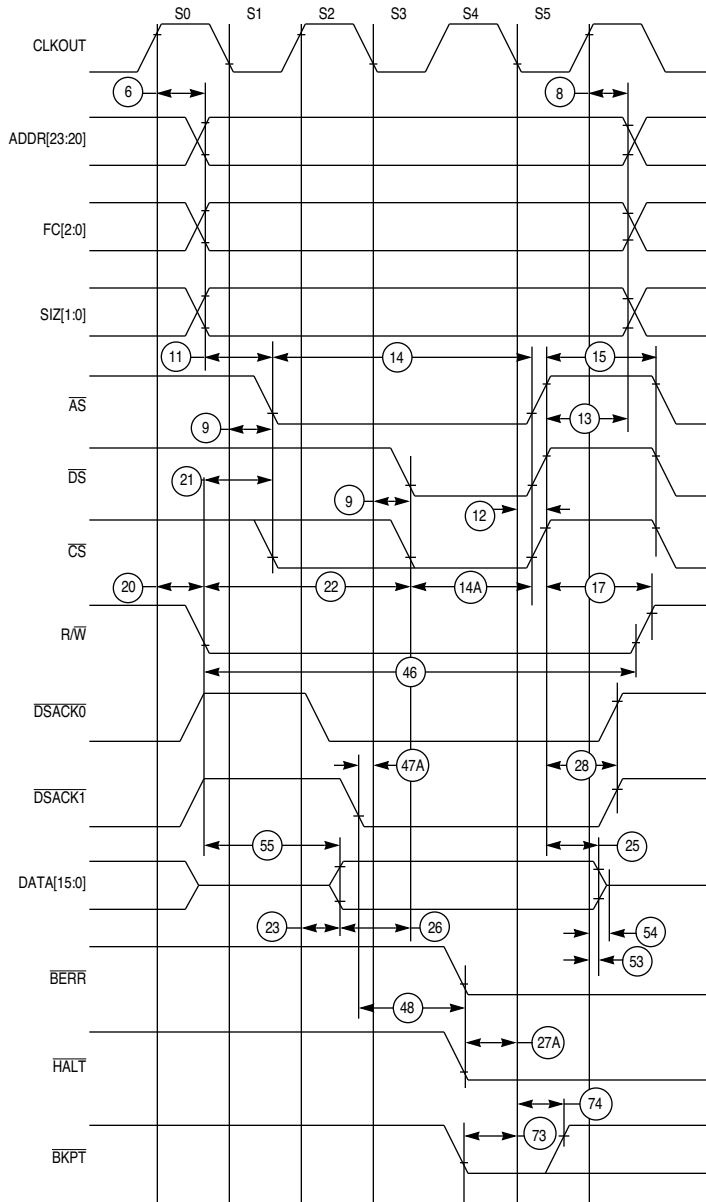 S0 S1 S2 S3 S4 S5
CLKOUT
6 8
ADDR[23:20]
FC[2:0]
SIZ[1:0]
11 14 15
AS
9 13
DS
21 9 12
CS
20 22 14A 17
R/W
46
DSACK0
47A 28
DSACK1
55 25
DATA[15:0]
23 26 54
53
BERR
48
27A
HALT
74
73
BKPT